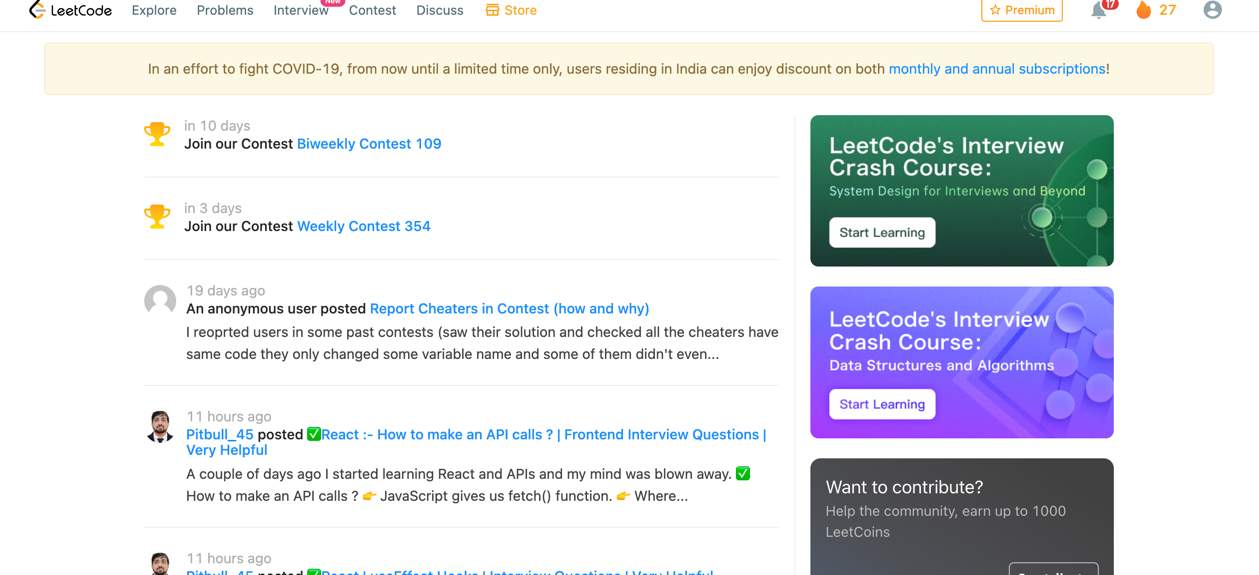 LeetCode Explore Problems Interview New Contest Discuss Store Premium 17 27
In an effort to fight COVID-19, from now until a limited time only, users residing in India can enjoy discount on both monthly and annual subscriptions!
in 10 days
Join our Contest Biweekly Contest 109
in 3 days
Join our Contest Weekly Contest 354
19 days ago
An anonymous user posted Report Cheaters in Contest (how and why)
I reoprted users in some past contests (saw their solution and checked all the cheaters have
same code they only changed some variable name and some of them didn't even...
11 hours ago
Pitbull_45 posted ✅React :- How to make an API calls ? | Frontend Interview Questions |
Very Helpful
A couple of days ago I started learning React and APIs and my mind was blown away. ✅
How to make an API calls ? 👉 JavaScript gives us fetch() function. 👉 Where...
11 hours ago
Pitbull_45 posted ✅React | useEffect Hooks | Interview Questions | Very Helpful
LeetCode's Interview
Crash Course:
System Design for Interviews and Beyond
Start Learning
LeetCode's Interview
Crash Course:
Data Structures and Algorithms
Start Learning
Want to contribute?
Help the community, earn up to 1000
LeetCoins